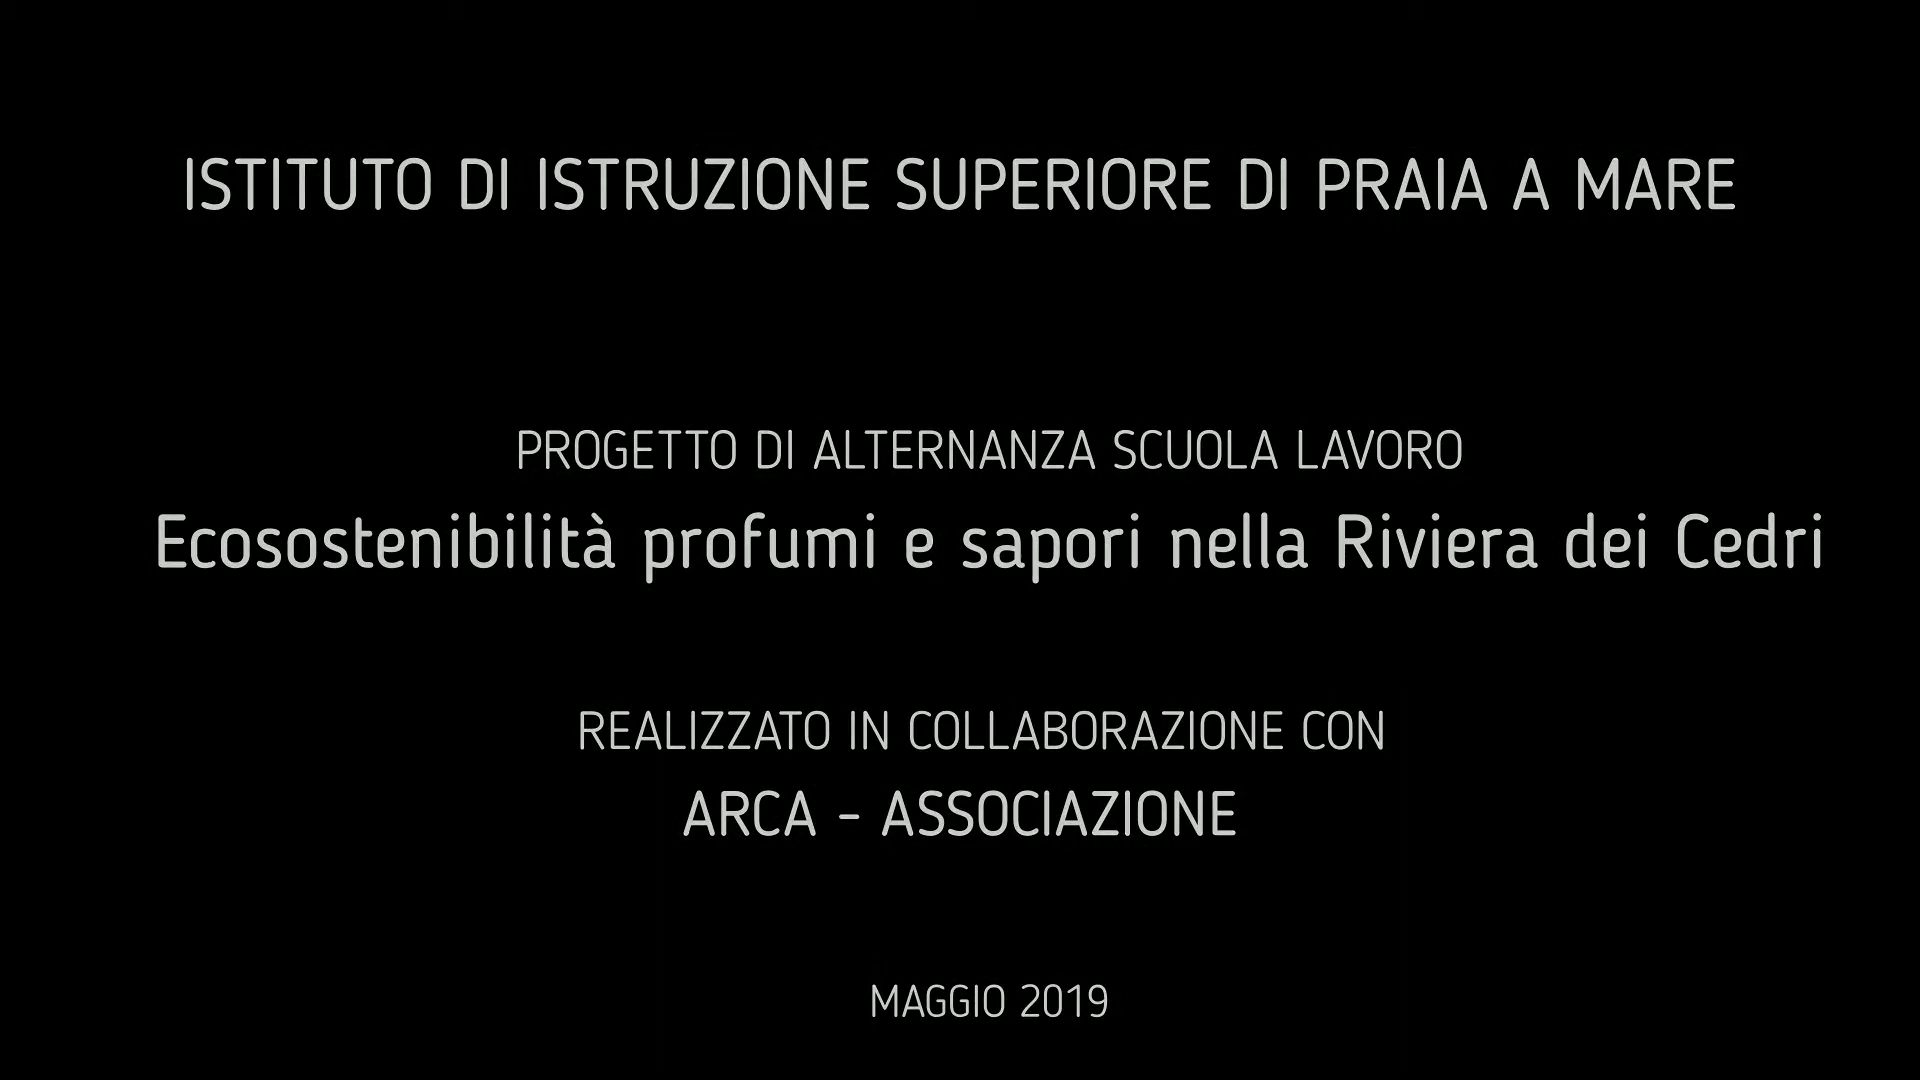 ISTITUTO DI ISTRUZIONE SUPERIORE DI PRAIA A MARE
PROGETTO DI ALTERNANZA SCUOLA LAVORO
Ecosostenibilità profumi e sapori nella Riviera dei Cedri
REALIZZATO IN COLLABORAZIONE CON
ARCA - ASSOCIAZIONE
MAGGIO 2019